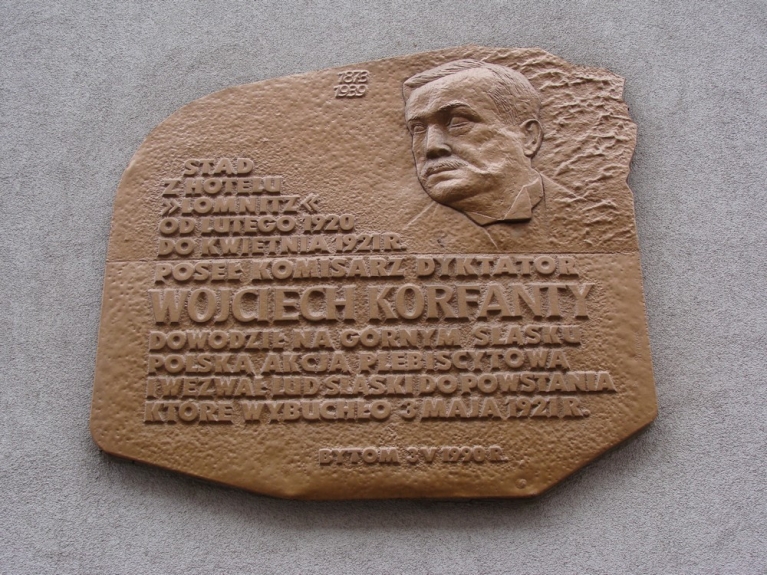 1873
1939
STĄD
Z HOTELU
»LOMNITZ«
OD LUTEGO 1920
DO KWIETNIA 1921 R.
POSEŁ KOMISARZ DYKTATOR
WOJCIECH KORFANTY
DOWODZIŁ NA GÓRNYM ŚLĄSKU
POLSKĄ AKCJĄ PLEBISCYTOWĄ
I WEZWAŁ LUD ŚLĄSKI DO POWSTANIA
KTÓRE WYBUCHŁO 3 MAJA 1921 R.
BYTOM 3 V 1990 R.